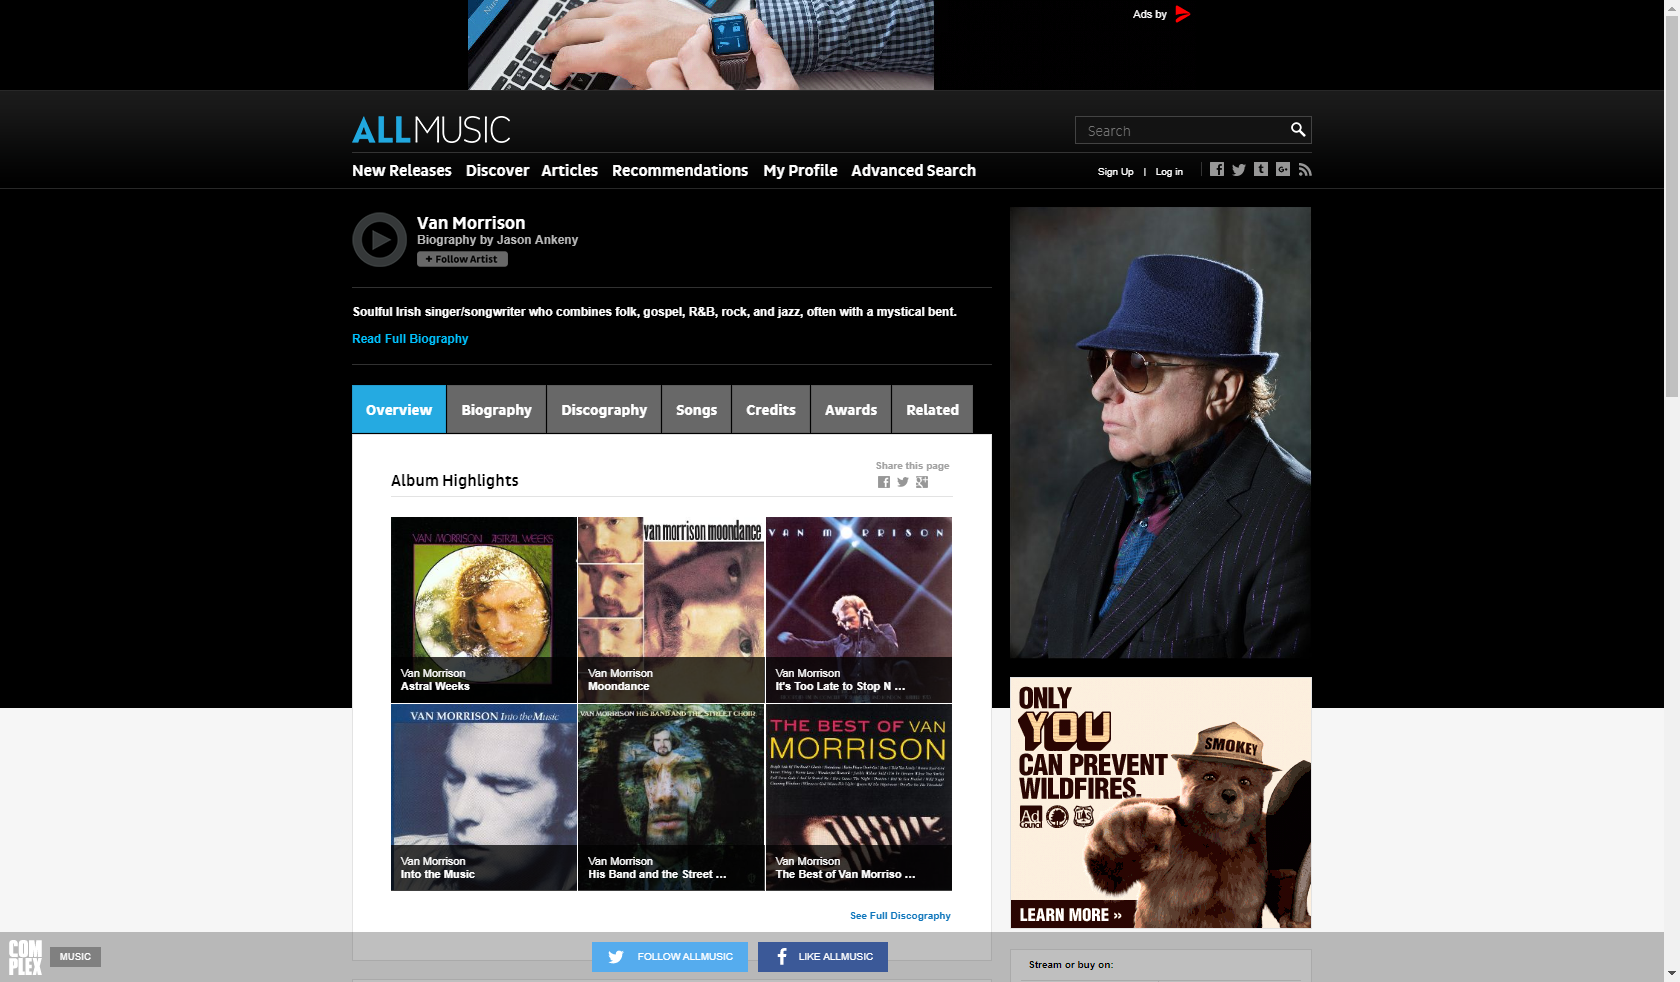 Ads by
ALLMUSIC
Search
New Releases Discover Articles Recommendations My Profile Advanced Search
Sign Up | Log in
Van Morrison
Biography by Jason Ankeny
+ Follow Artist
Soulful Irish singer/songwriter who combines folk, gospel, R&B, rock, and jazz, often with a mystical bent.
Read Full Biography
Overview Biography Discography Songs Credits Awards Related
Share this page
Album Highlights
VAN MORRISON ASTRAL WEEKS
Van Morrison
Astral Weeks
van morrison moondance
Van Morrison
Moondance
VAN MORRISON
Van Morrison
It's Too Late to Stop N ...
VAN MORRISON Into the Music
Van Morrison
Into the Music
VAN MORRISON HIS BAND AND THE STREET CHOIR
Van Morrison
His Band and the Street ...
THE BEST OF VAN
MORRISON
Van Morrison
The Best of Van Morriso ...
See Full Discography
ONLY
YOU
CAN PREVENT
WILDFIRES.
SMOKEY
Ad
COUNCIL
US
LEARN MORE »
Stream or buy on:
COM
PLEX
MUSIC
FOLLOW ALLMUSIC
LIKE ALLMUSIC